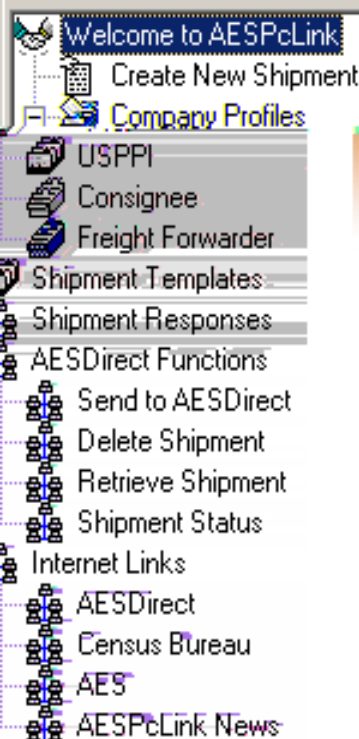 Welcome to AESPcLink
Create New Shipment
Company Profiles
USPPI
Consignee
Freight Forwarder
Shipment Templates
Shipment Responses
AESDirect Functions
Send to AESDirect
Delete Shipment
Retrieve Shipment
Shipment Status
Internet Links
AESDirect
Census Bureau
AES
AESPcLink News